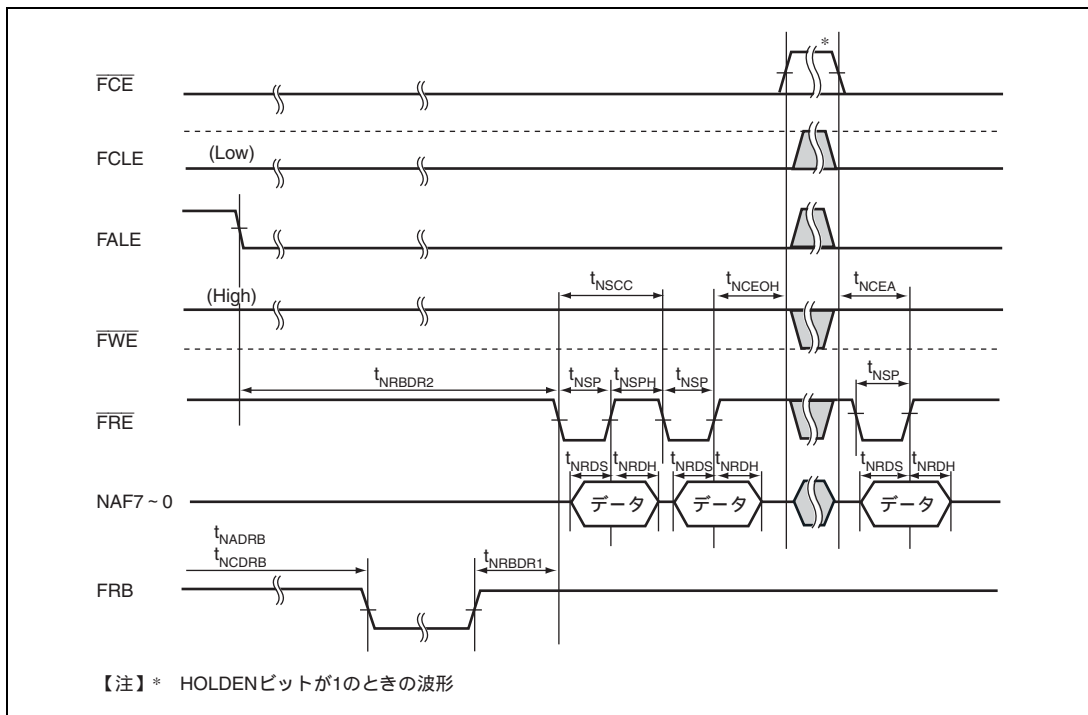 *
FCE
FCLE
(Low)
FALE
(High)
FWE
tNSCC
tNCEOH
tNCEA
tNRBDR2
tNSP
tNSPH
tNSP
tNSP
FRE
tNRDS
tNRDH
tNRDS
tNRDH
tNRDS
tNRDH
NAF7~0
データ
データ
データ
tNADRB
tNCDRB
tNRBDR1
FRB
【注】* HOLDENビットが1のときの波形